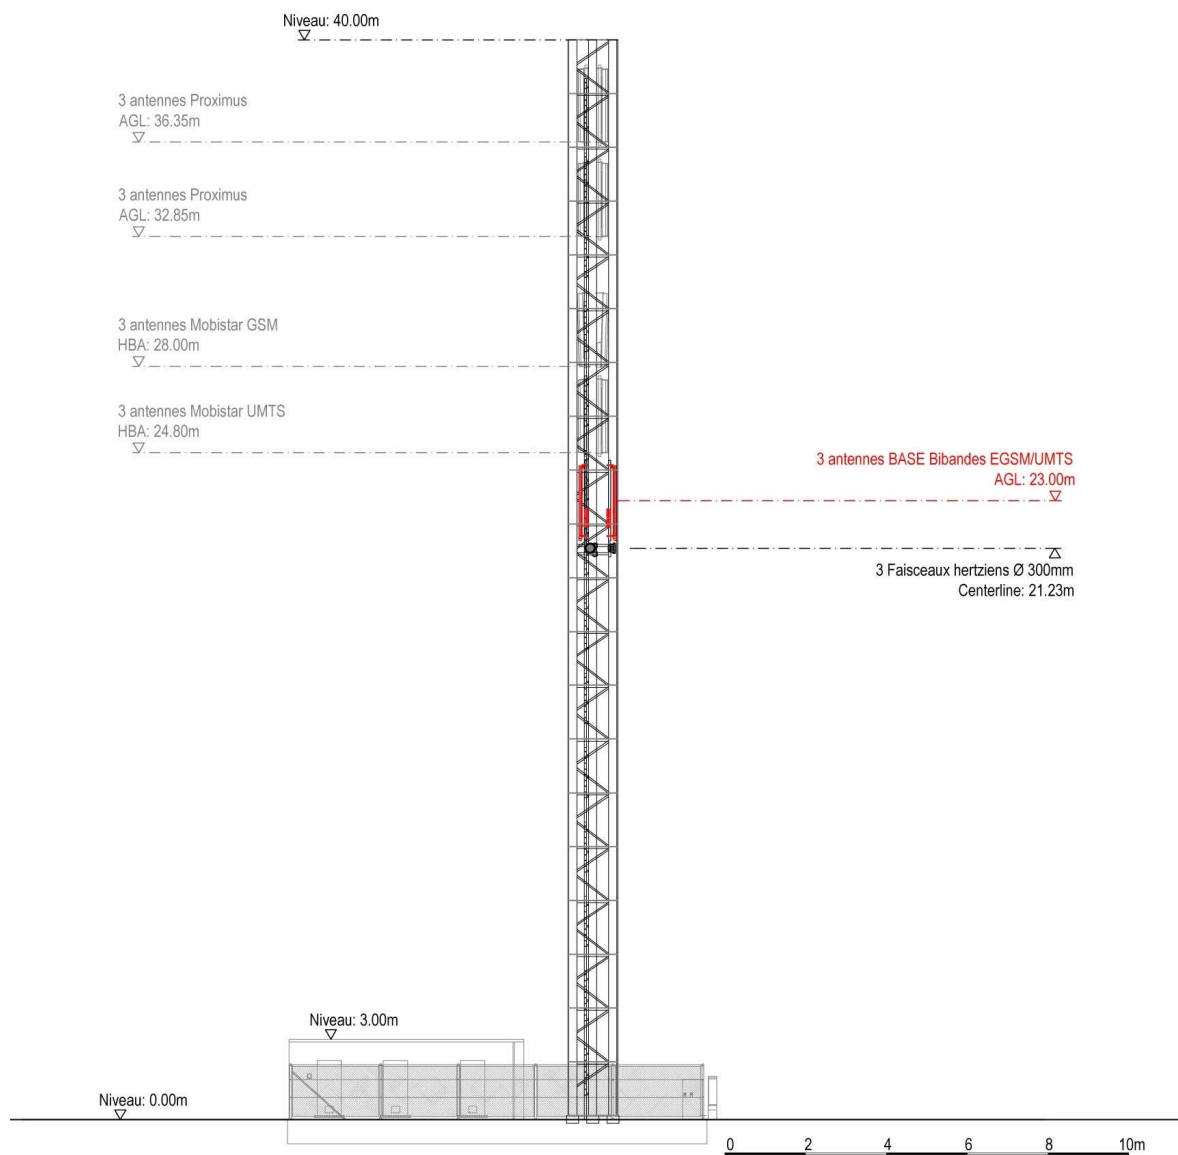 Niveau: 40.00m
3 antennes Proximus
AGL: 36.35m
3 antennes Proximus
AGL: 32.85m
3 antennes Mobistar GSM
HBA: 28.00m
3 antennes Mobistar UMTS
HBA: 24.80m
3 antennes BASE Bibandes EGSM/UMTS
AGL: 23.00m
3 Faisceaux hertziens Ø 300mm
Centerline: 21.23m
Niveau: 3.00m
Niveau: 0.00m
0 2 4 6 8 10m